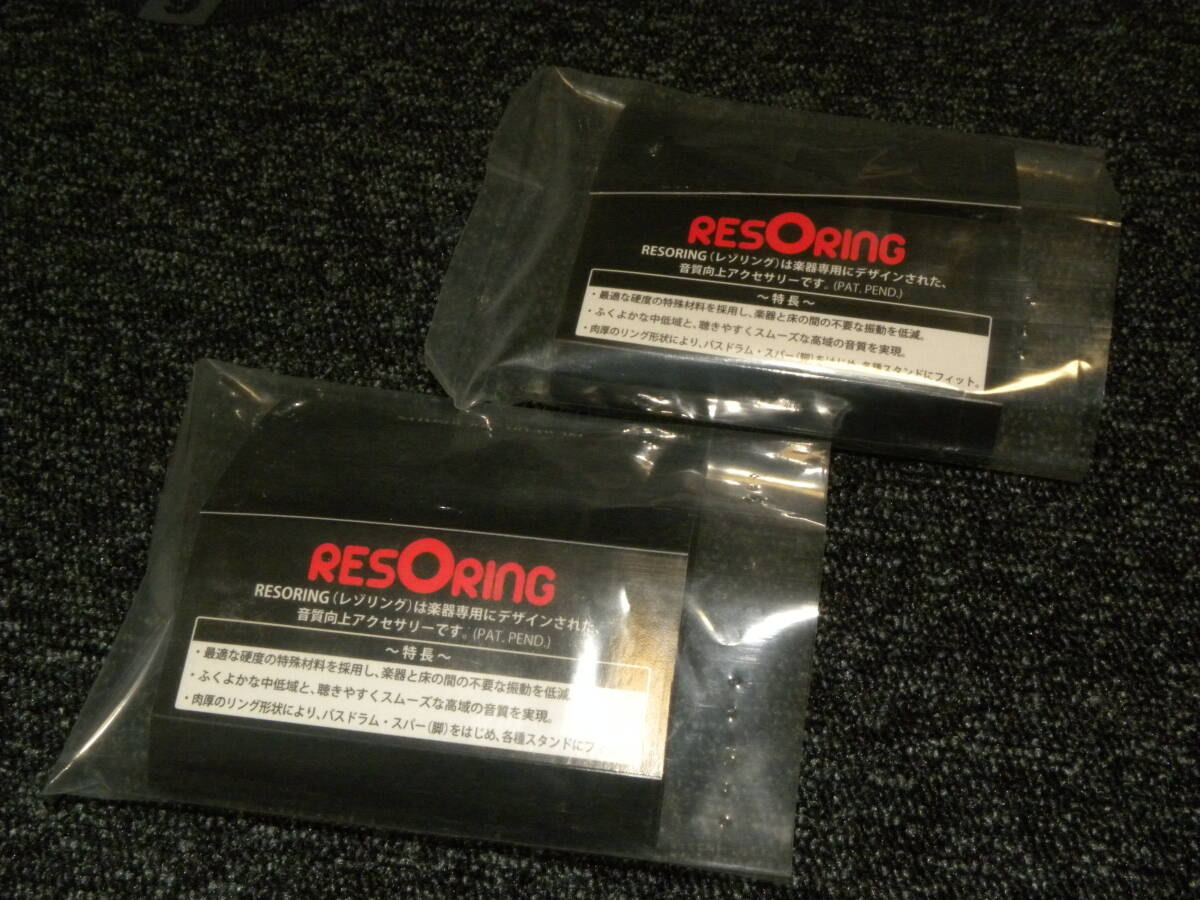 RESORING
RESORING（レゾリング）は楽器専用にデザインされた、
音質向上アクセサリーです。(PAT. PEND.)
～特長～
・最適な硬度の特殊材料を採用し、楽器と床の間の不要な振動を低減。
・ふくよかな中低域と、聴きやすくスムーズな高域の音質を実現。
・肉厚のリング形状により、バスドラム・スパー（脚）をはじめ、各種スタンドにフィット。
RESORING
RESORING（レゾリング）は楽器専用にデザインされた、
音質向上アクセサリーです。(PAT. PEND.)
～特長～
・最適な硬度の特殊材料を採用し、楽器と床の間の不要な振動を低減
・ふくよかな中低域と、聴きやすくスムーズな高域の音質を実現。
・肉厚のリング形状により、バスドラム・スパー（脚）をはじめ、各種スタンドにフィ